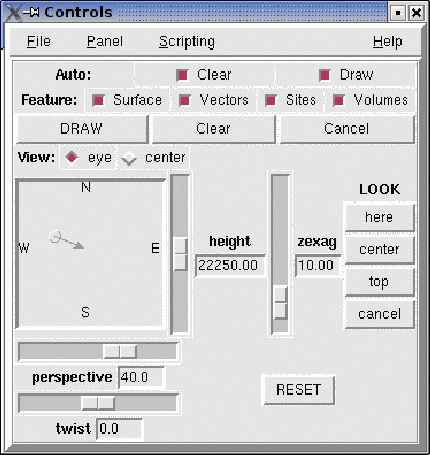 Controls
File Panel Scripting Help
Auto: Clear Draw
Feature: Surface Vectors Sites Volumes
DRAW Clear Cancel
View: eye center
N
W E
S
height
22250.00
zexag
10.00
LOOK
here
center
top
cancel
perspective 40.0
RESET
twist 0.0